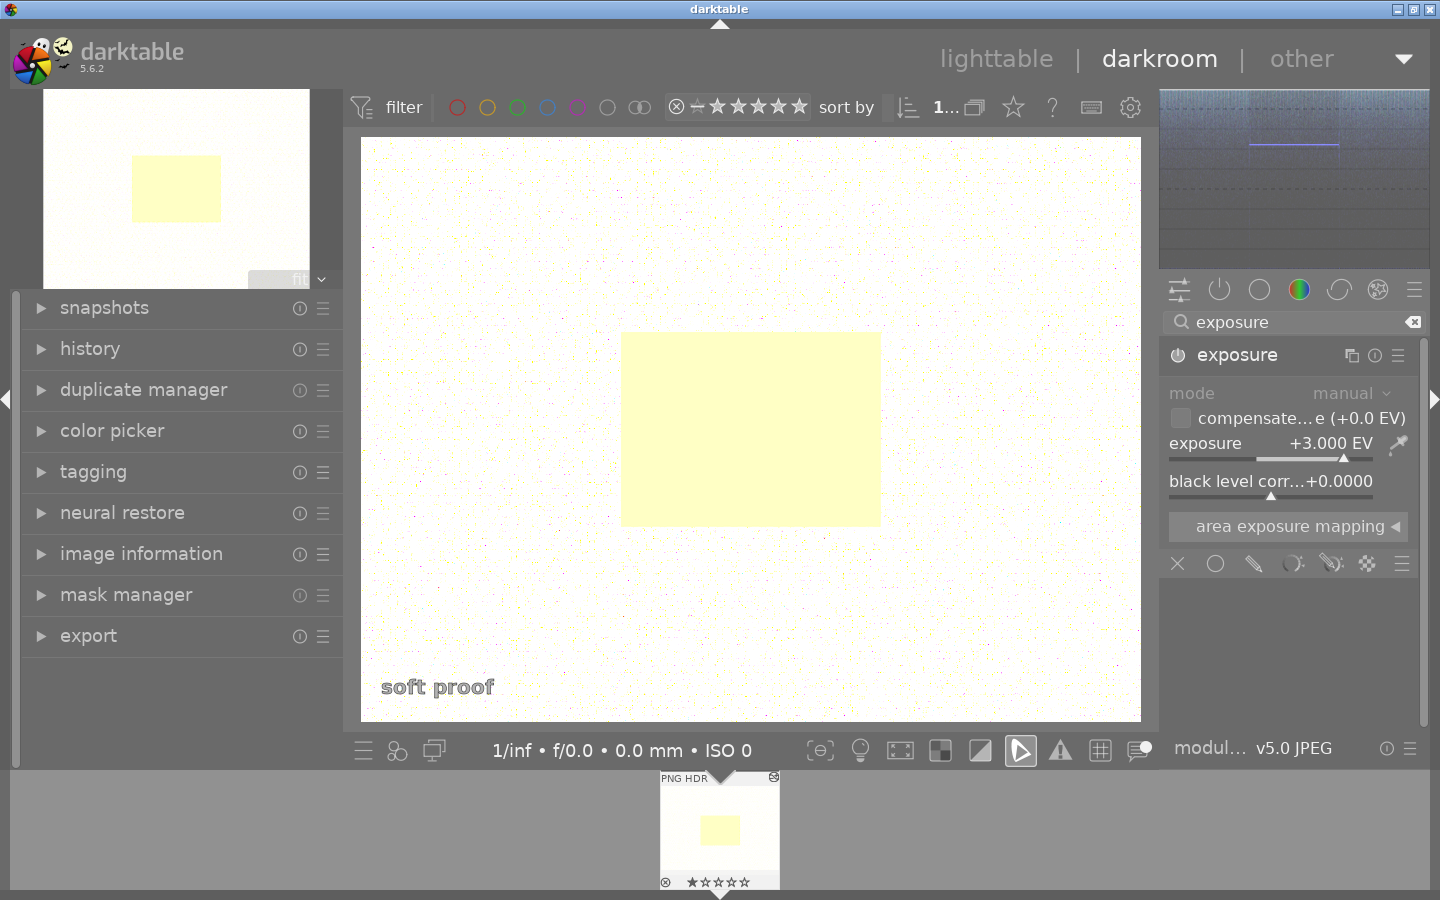 darktable
darktable
5.6.2
lighttable | darkroom | other
filter
sort by
1...
fit
snapshots
history
duplicate manager
color picker
tagging
neural restore
image information
mask manager
export
soft proof
1/inf • f/0.0 • 0.0 mm • ISO 0
exposure
exposure
mode manual
compensate...e (+0.0 EV)
exposure +3.000 EV
black level corr...+0.0000
area exposure mapping
modul... v5.0 JPEG
PNG HDR